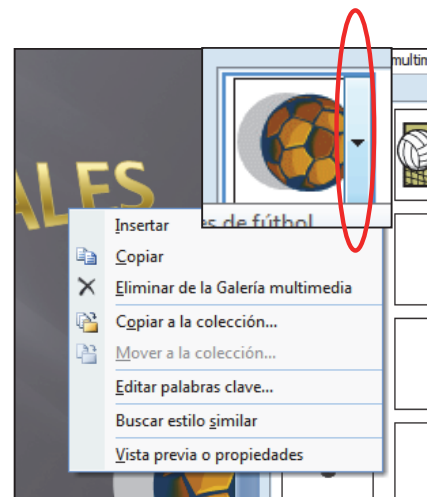 multim
ALES
es de fútbol
Insertar
Copiar
Eliminar de la Galería multimedia
Copiar a la colección...
Mover a la colección...
Editar palabras clave...
Buscar estilo similar
Vista previa o propiedades